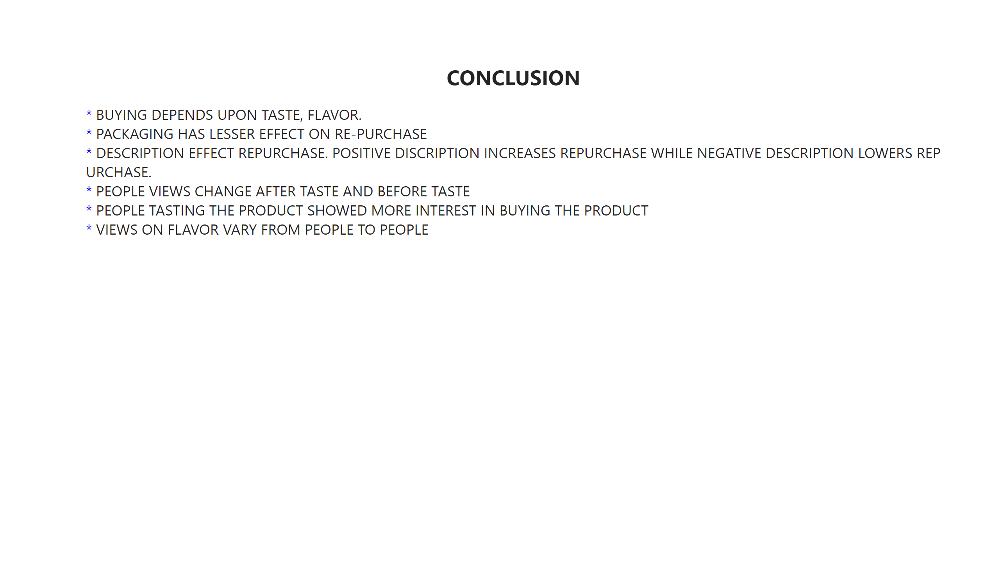 CONCLUSION
* BUYING DEPENDS UPON TASTE, FLAVOR.
* PACKAGING HAS LESSER EFFECT ON RE-PURCHASE
* DESCRIPTION EFFECT REPURCHASE. POSITIVE DISCRIPTION INCREASES REPURCHASE WHILE NEGATIVE DESCRIPTION LOWERS REP
URCHASE.
* PEOPLE VIEWS CHANGE AFTER TASTE AND BEFORE TASTE
* PEOPLE TASTING THE PRODUCT SHOWED MORE INTEREST IN BUYING THE PRODUCT
* VIEWS ON FLAVOR VARY FROM PEOPLE TO PEOPLE